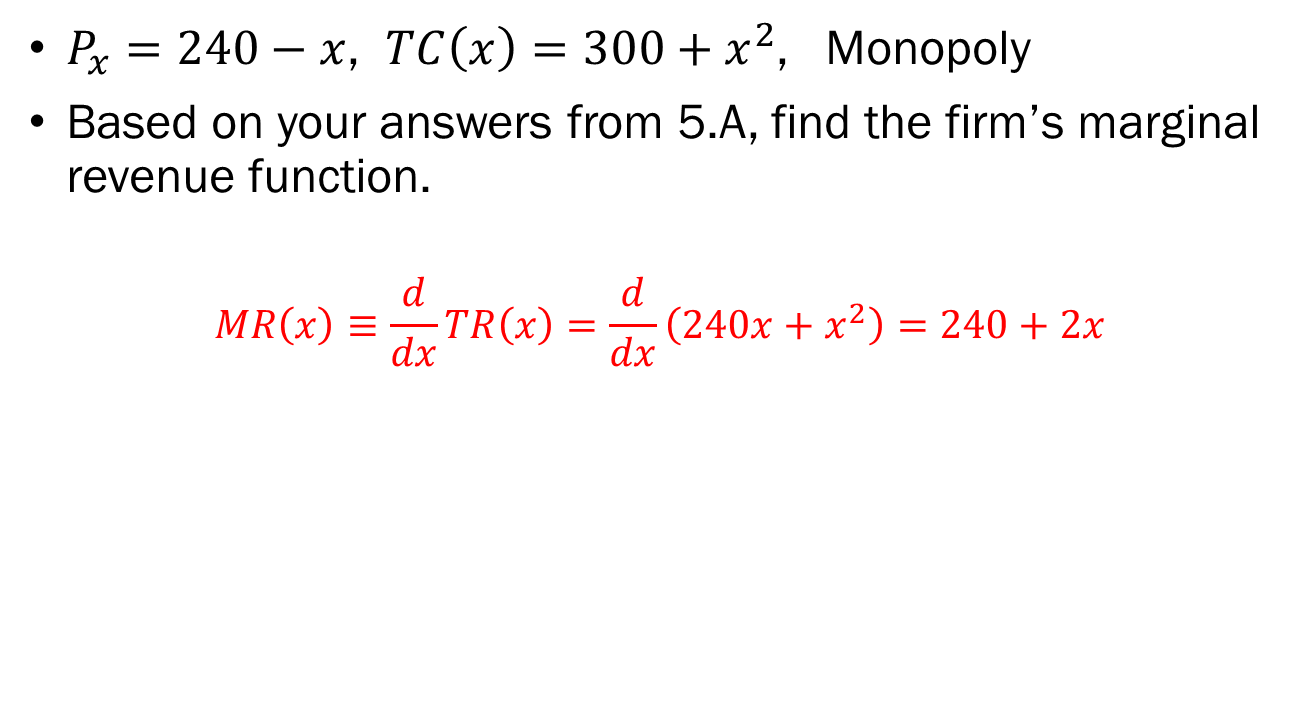 • Pₓ = 240 − x, TC(x) = 300 + x², Monopoly
• Based on your answers from 5.A, find the firm’s marginal
revenue function.
MR(x) ≡ d/dx TR(x) = d/dx (240x + x²) = 240 + 2x